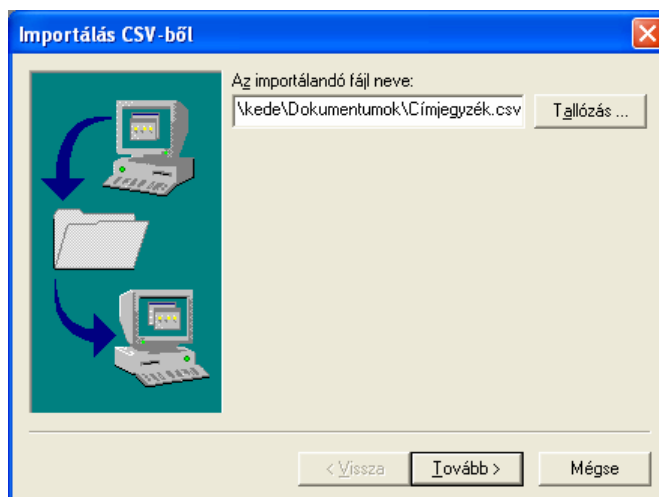 Importálás CSV-ből
Az importálandó fájl neve:
\kede\Dokumentumok\Címjegyzék.csv
Tallózás ...
< Vissza
Tovább >
Mégse